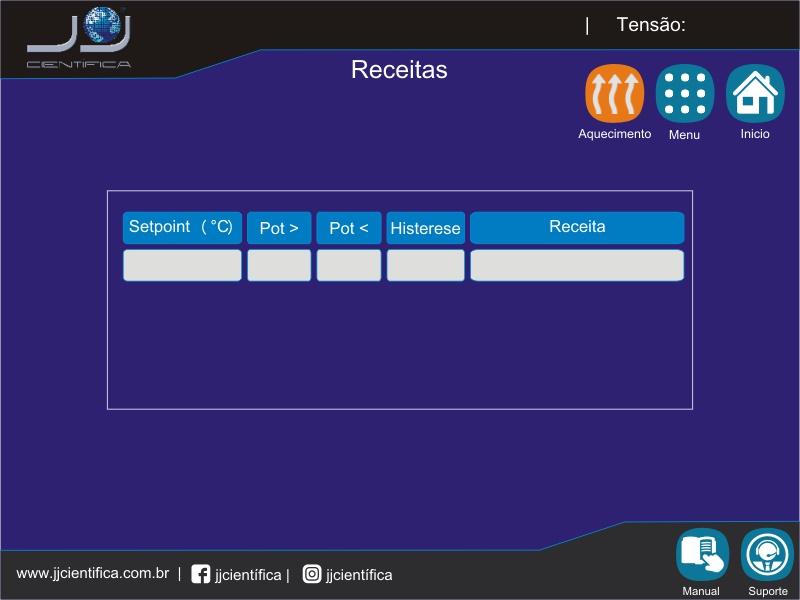 JJ
CIENTIFICA
| Tensão:
Receitas
Aquecimento Menu Inicio
Setpoint (°C) Pot > Pot < Histerese Receita
www.jjcientifica.com.br | jjcientífica | jjcientífica
Manual Suporte